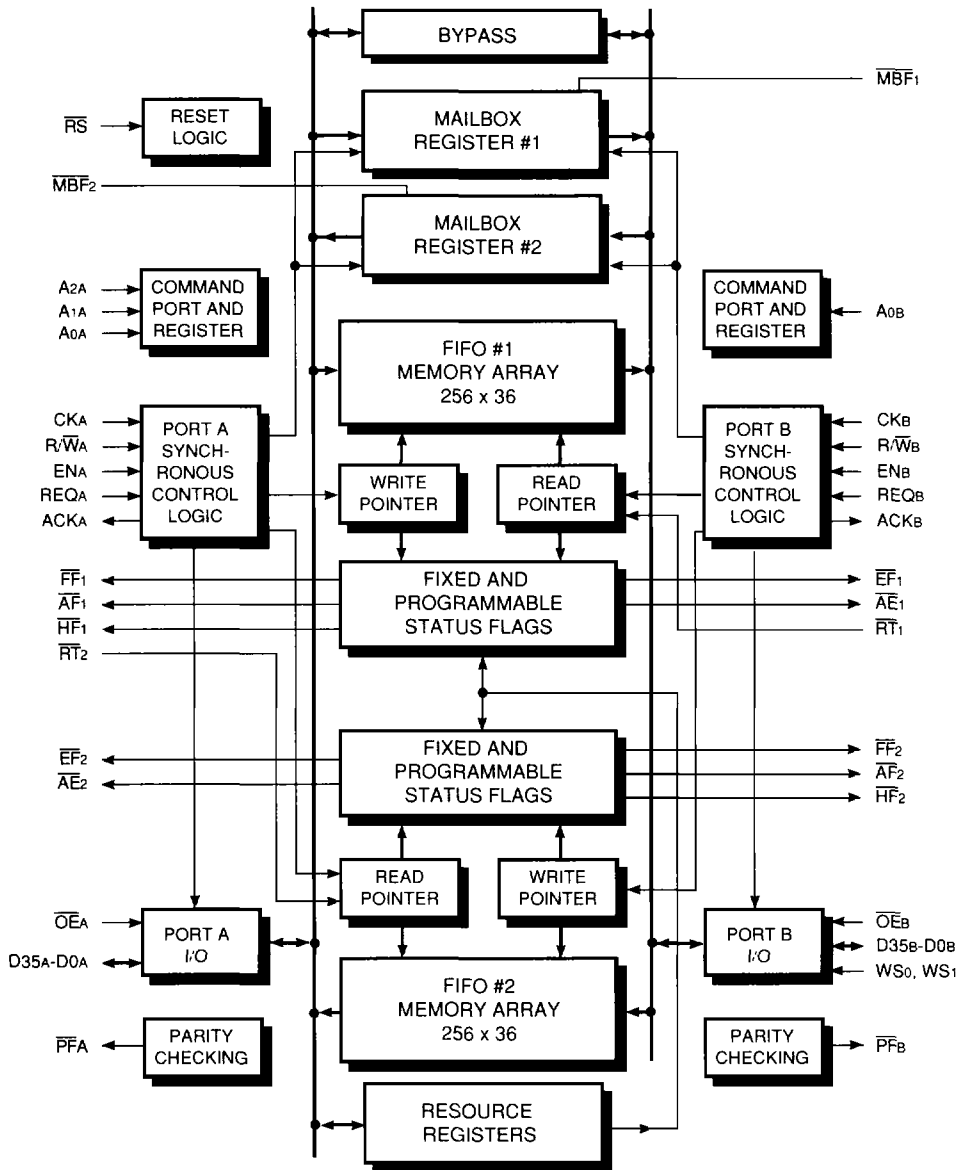 BYPASS
MBF1
MAILBOX
REGISTER #1
RS
RESET
LOGIC
MBF2
MAILBOX
REGISTER #2
A2A
A1A
A0A
COMMAND
PORT AND
REGISTER
COMMAND
PORT AND
REGISTER
A0B
FIFO #1
MEMORY ARRAY
256 x 36
CKA
R/WA
ENA
REQA
ACKA
PORT A
SYNCH-
RONOUS
CONTROL
LOGIC
WRITE
POINTER
READ
POINTER
PORT B
SYNCH-
RONOUS
CONTROL
LOGIC
CKB
R/WB
ENB
REQB
ACKB
FF1
AF1
HF1
RT2
FIXED AND
PROGRAMMABLE
STATUS FLAGS
EF1
AE1
RT1
EF2
AE2
FIXED AND
PROGRAMMABLE
STATUS FLAGS
FF2
AF2
HF2
READ
POINTER
WRITE
POINTER
OEA
D35A-D0A
PORT A
I/O
PORT B
I/O
OEB
D35B-D0B
WS0, WS1
FIFO #2
MEMORY ARRAY
256 x 36
PFA
PARITY
CHECKING
PARITY
CHECKING
PFB
RESOURCE
REGISTERS